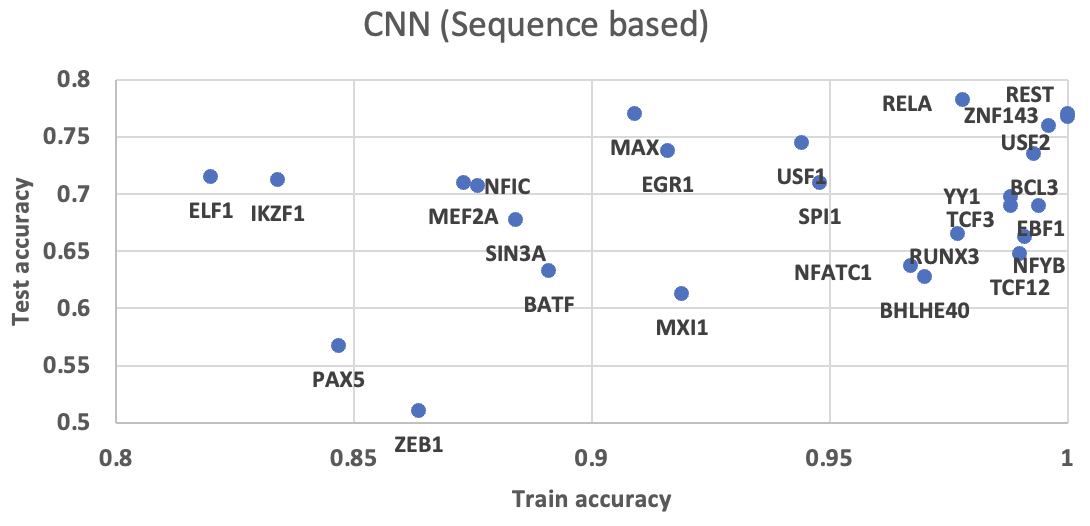 CNN (Sequence based)
0.8
0.75
0.7
0.65
0.6
0.55
0.5
Test accuracy
RELA
REST
ZNF143
USF2
MAX
EGR1
USF1
NFIC
MEF2A
ELF1
IKZF1
SPI1
YY1
BCL3
TCF3
EBF1
SIN3A
RUNX3
NFATC1
NFYB
TCF12
BATF
BHLHE40
MXI1
PAX5
ZEB1
0.8
0.85
0.9
0.95
1
Train accuracy